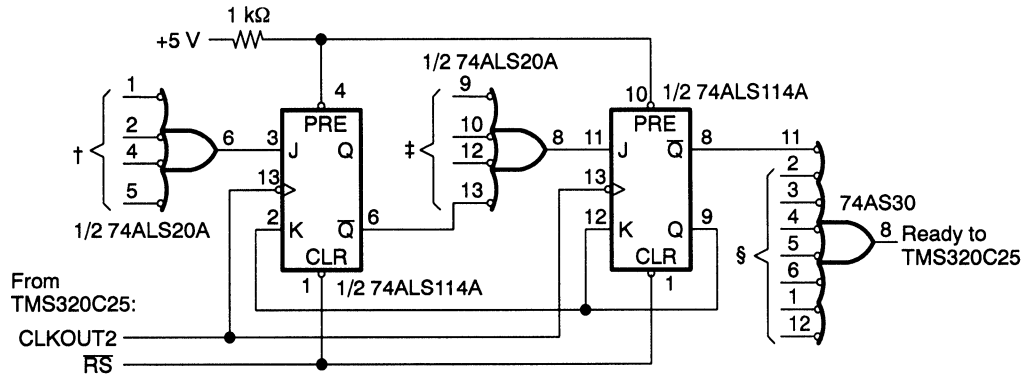 1 kΩ
+5 V
1/2 74ALS20A
1
2
4
5
6
†
1/2 74ALS20A
4
3
13
2
PRE
J
Q
K
Q̅
CLR
6
1
1/2 74ALS114A
9
10
12
13
8
‡
10
1/2 74ALS114A
11
13
12
PRE
J
Q̅
K
Q
CLR
8
9
1
11
2
3
4
5
6
1
12
§
74AS30
8
Ready to
TMS320C25
From
TMS320C25:
CLKOUT2
R̅S̅